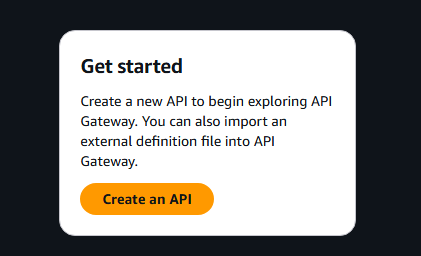 Get started
Create a new API to begin exploring API
Gateway. You can also import an
external definition file into API
Gateway.
Create an API